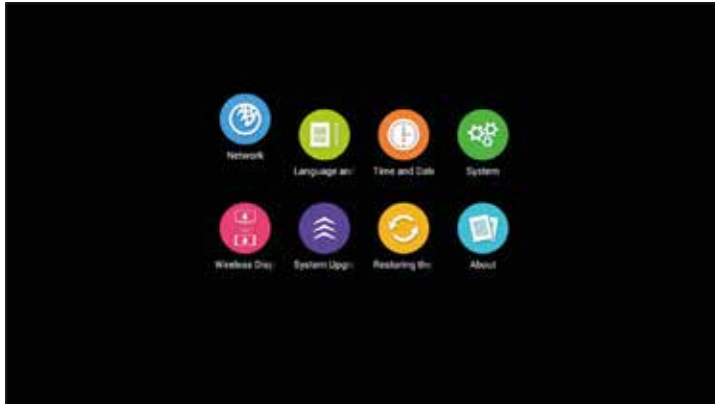 Network
Language and
Time and Date
System
Wireless Disp
System Upgr
Restoring the
About